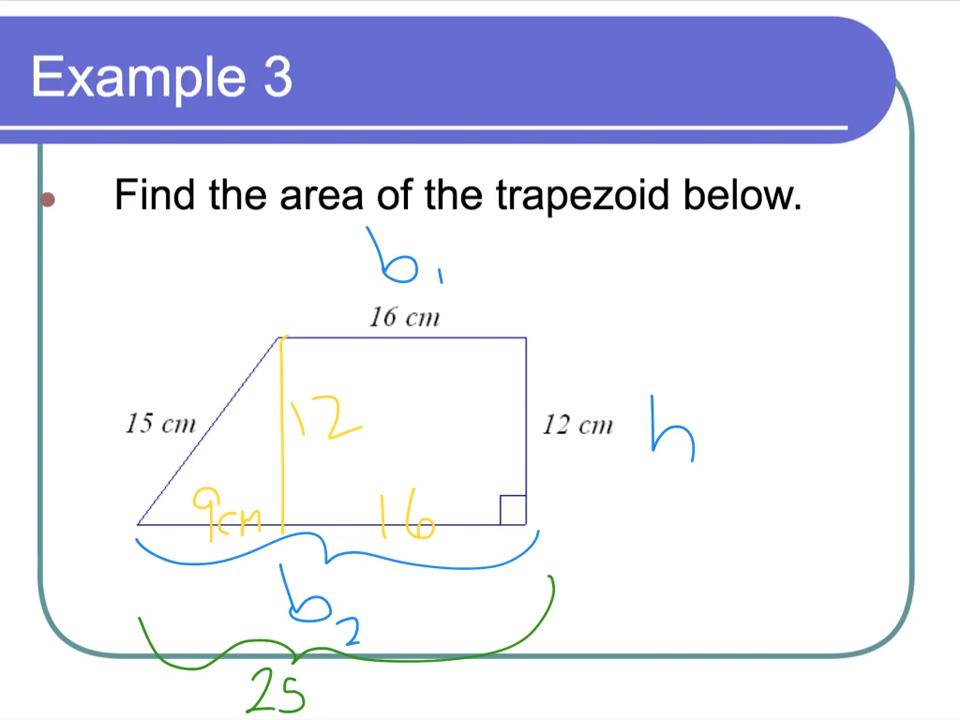 Example 3
Find the area of the trapezoid below.
b1
16 cm
15 cm
12
12 cm
h
9cm
16
b2
25